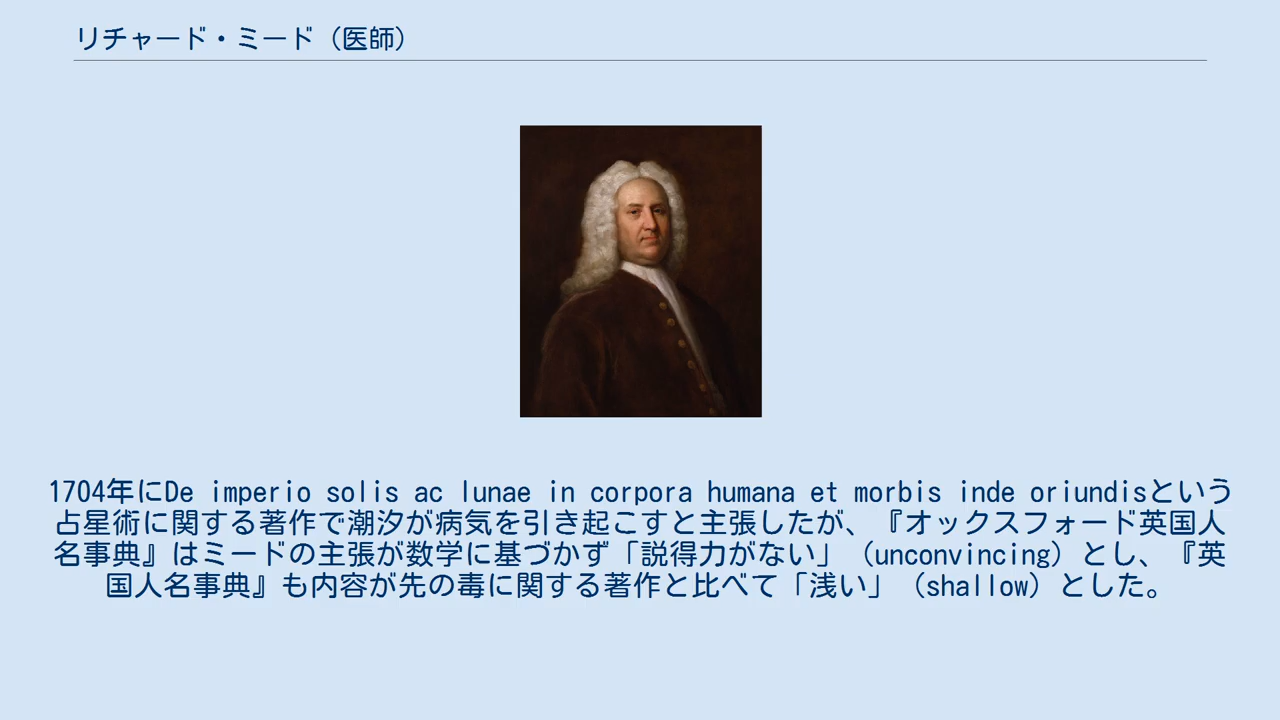 リチャード・ミード（医師）
1704年にDe imperio solis ac lunae in corpora humana et morbis inde oriundisという
占星術に関する著作で潮汐が病気を引き起こすと主張したが、『オックスフォード英国人
名事典』はミードの主張が数学に基づかず「説得力がない」（unconvincing）とし、『英
国人名事典』も内容が先の毒に関する著作と比べて「浅い」（shallow）とした。